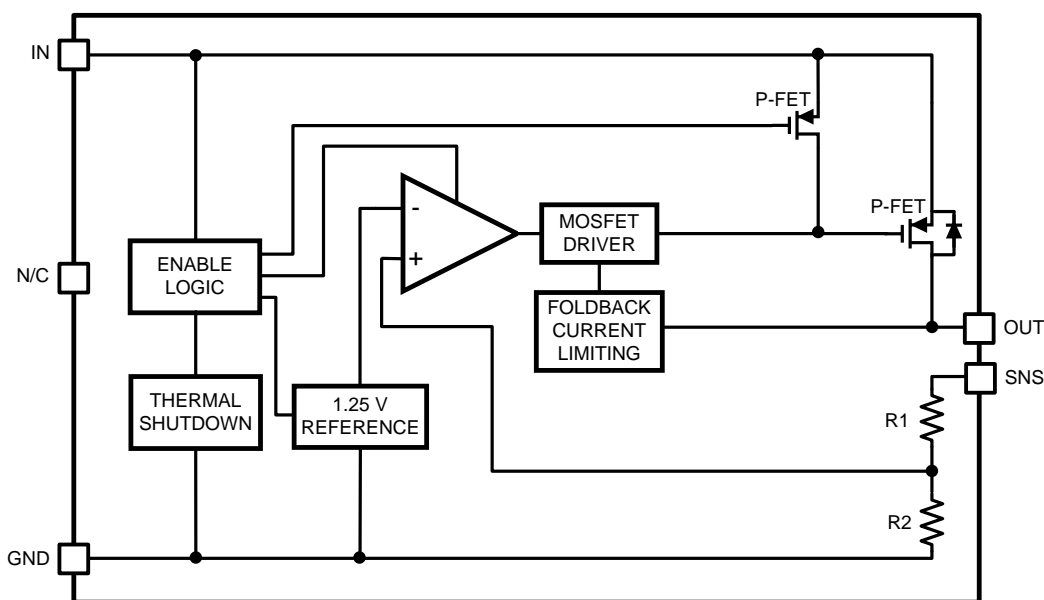 IN
P-FET
P-FET
-
+
MOSFET
DRIVER
N/C
ENABLE
LOGIC
FOLDBACK
CURRENT
LIMITING
OUT
SNS
THERMAL
SHUTDOWN
1.25 V
REFERENCE
R1
R2
GND